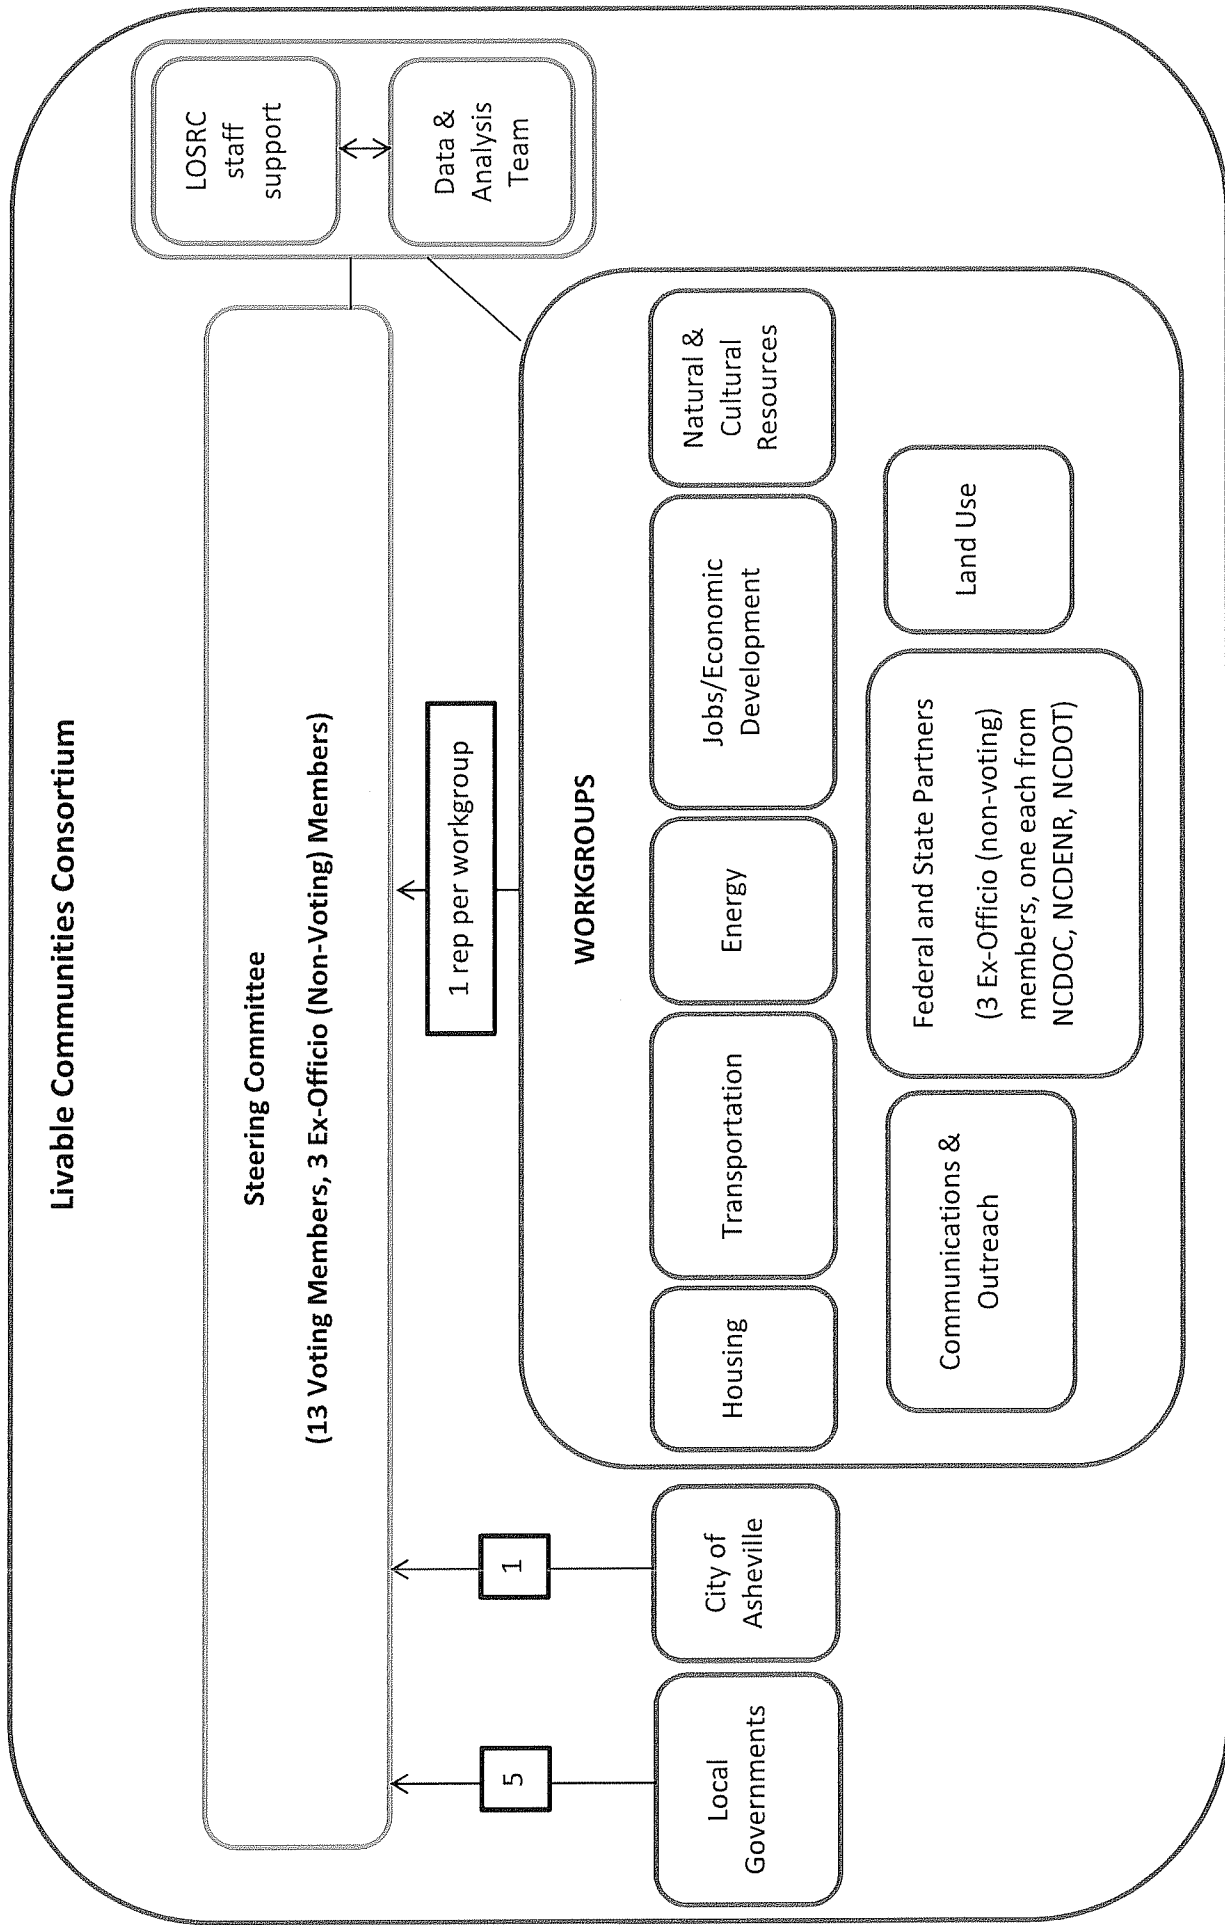 Livable Communities Consortium
Steering Committee
(13 Voting Members, 3 Ex-Officio (Non-Voting) Members)
LOSRC
staff
support
Data &
Analysis
Team
5
1
1 rep per workgroup
Local
Governments
City of
Asheville
WORKGROUPS
Housing
Transportation
Energy
Jobs/Economic
Development
Natural &
Cultural
Resources
Communications &
Outreach
Federal and State Partners
(3 Ex-Officio (non-voting)
members, one each from
NCDOC, NCDENR, NCDOT)
Land Use